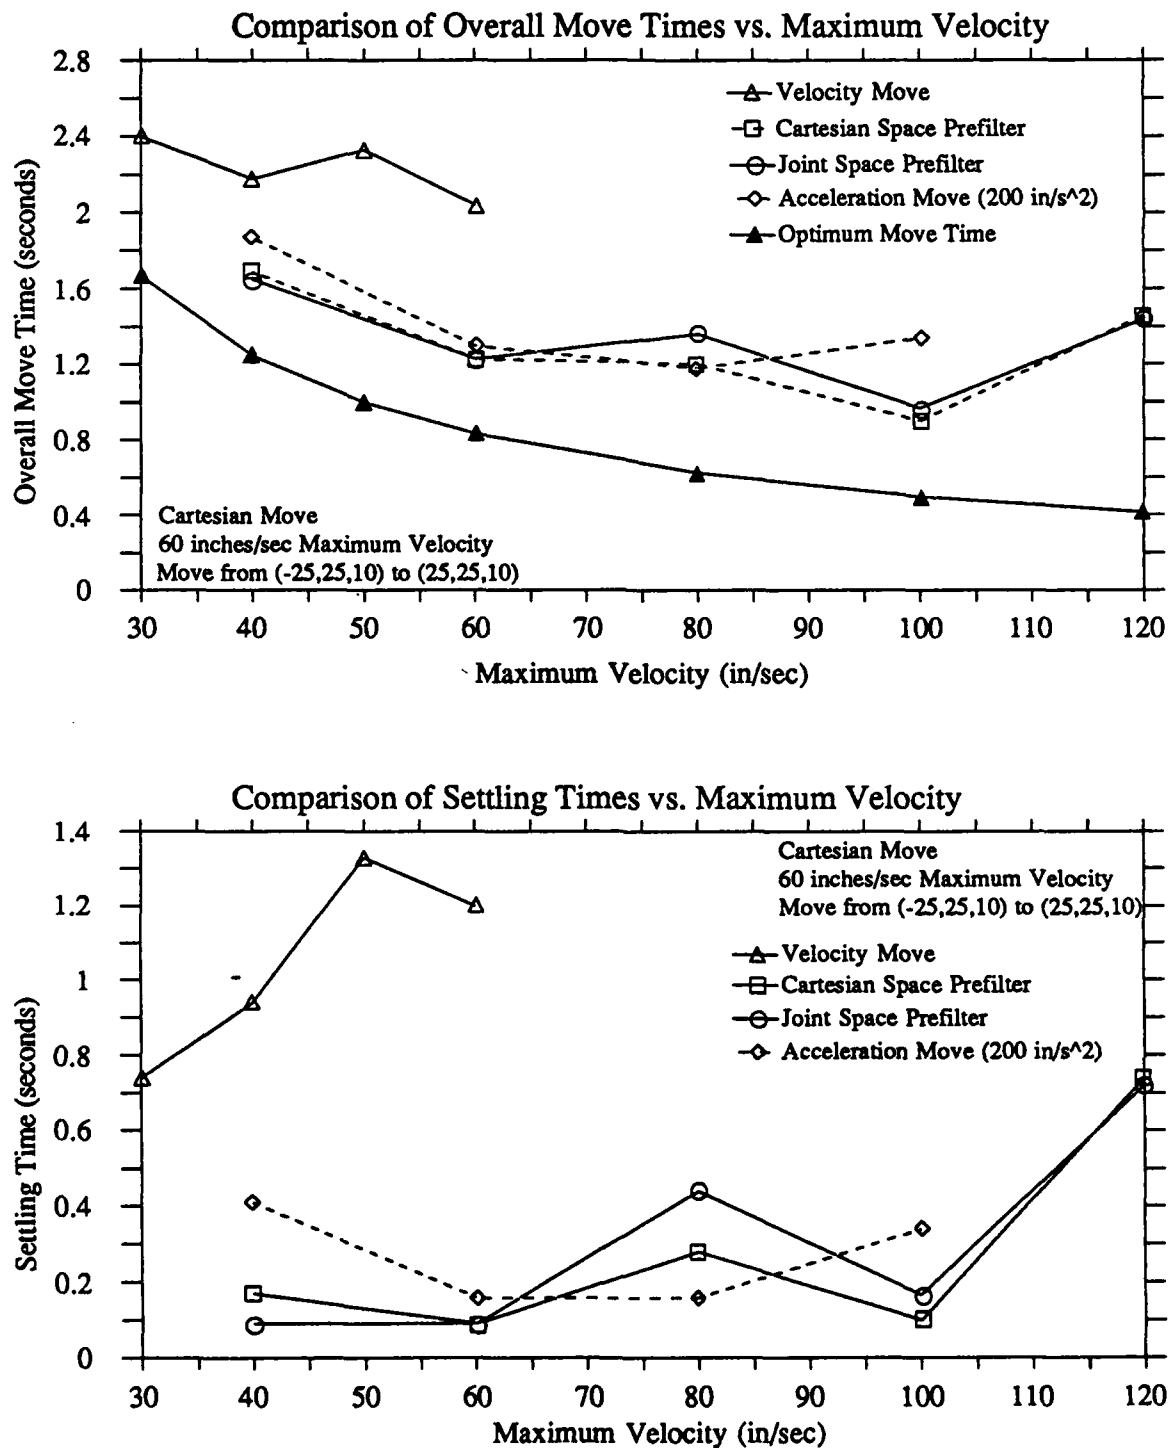 Comparison of Overall Move Times vs. Maximum Velocity
2.8
2.4
2
1.6
1.2
0.8
0.4
0
Overall Move Time (seconds)
Velocity Move
Cartesian Space Prefilter
Joint Space Prefilter
Acceleration Move (200 in/s^2)
Optimum Move Time
Cartesian Move
60 inches/sec Maximum Velocity
Move from (-25,25,10) to (25,25,10)
30 40 50 60 70 80 90 100 110 120
Maximum Velocity (in/sec)
Comparison of Settling Times vs. Maximum Velocity
1.4
1.2
1
0.8
0.6
0.4
0.2
0
Settling Time (seconds)
Cartesian Move
60 inches/sec Maximum Velocity
Move from (-25,25,10) to (25,25,10)
Velocity Move
Cartesian Space Prefilter
Joint Space Prefilter
Acceleration Move (200 in/s^2)
30 40 50 60 70 80 90 100 110 120
Maximum Velocity (in/sec)